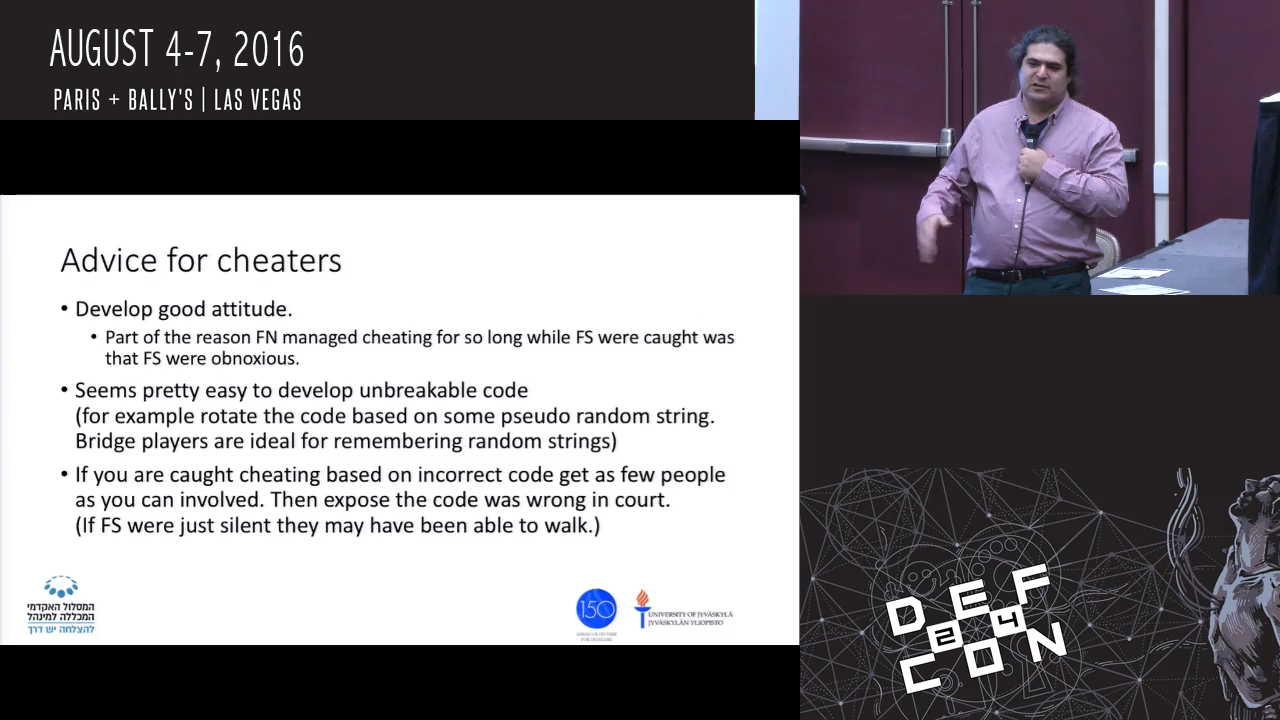 AUGUST 4-7, 2016
PARIS + BALLY'S | LAS VEGAS
Advice for cheaters
• Develop good attitude.
• Part of the reason FN managed cheating for so long while FS were caught was
that FS were obnoxious.
• Seems pretty easy to develop unbreakable code
(for example rotate the code based on some pseudo random string.
Bridge players are ideal for remembering random strings)
• If you are caught cheating based on incorrect code get as few people
as you can involved. Then expose the code was wrong in court.
(If FS were just silent they may have been able to walk.)
המסלול האקדמי
המכללה למינהל
להצלחה יש דרך
150
UNIVERSITY OF JYVÄSKYLÄ
JYVÄSKYLÄN YLIOPISTO
DEF
24
CON